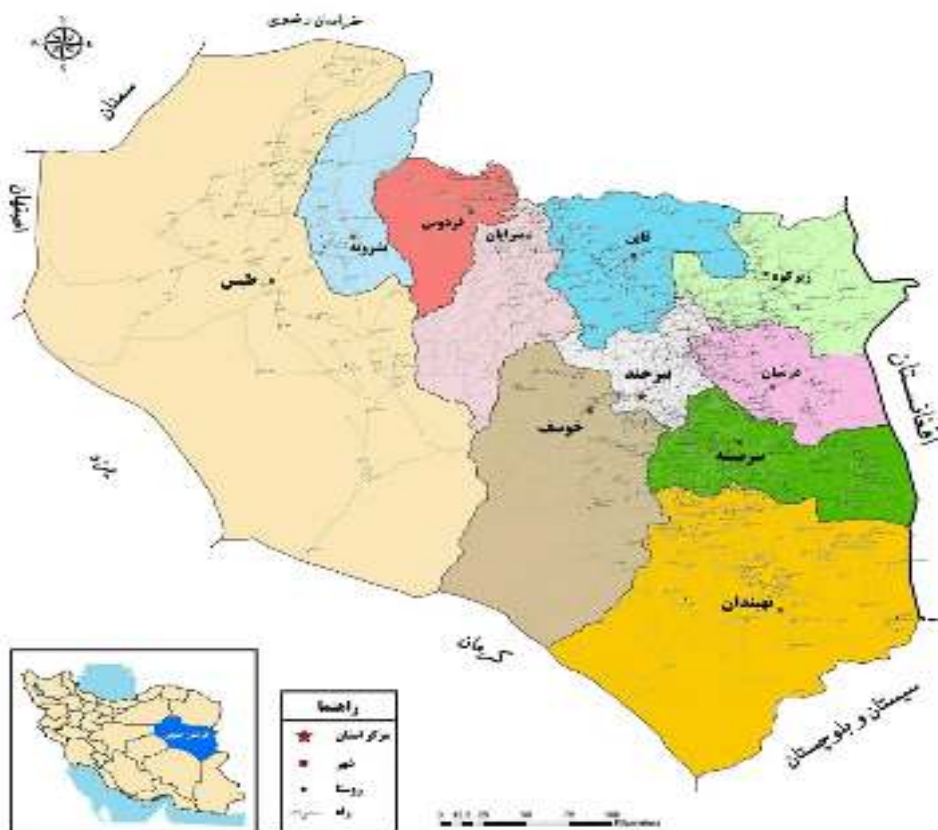 خراسان رضوی
سمنان
اصفهان
فردوس
سرایان
قاین
زیرکوه
بشرویه
طبس
افغانستان
درمیان
بیرجند
خوسف
سربیشه
یزد
نهبندان
کرمان
سیستان و بلوچستان
راهنما
مرکز استان
شهر
روستا
راه